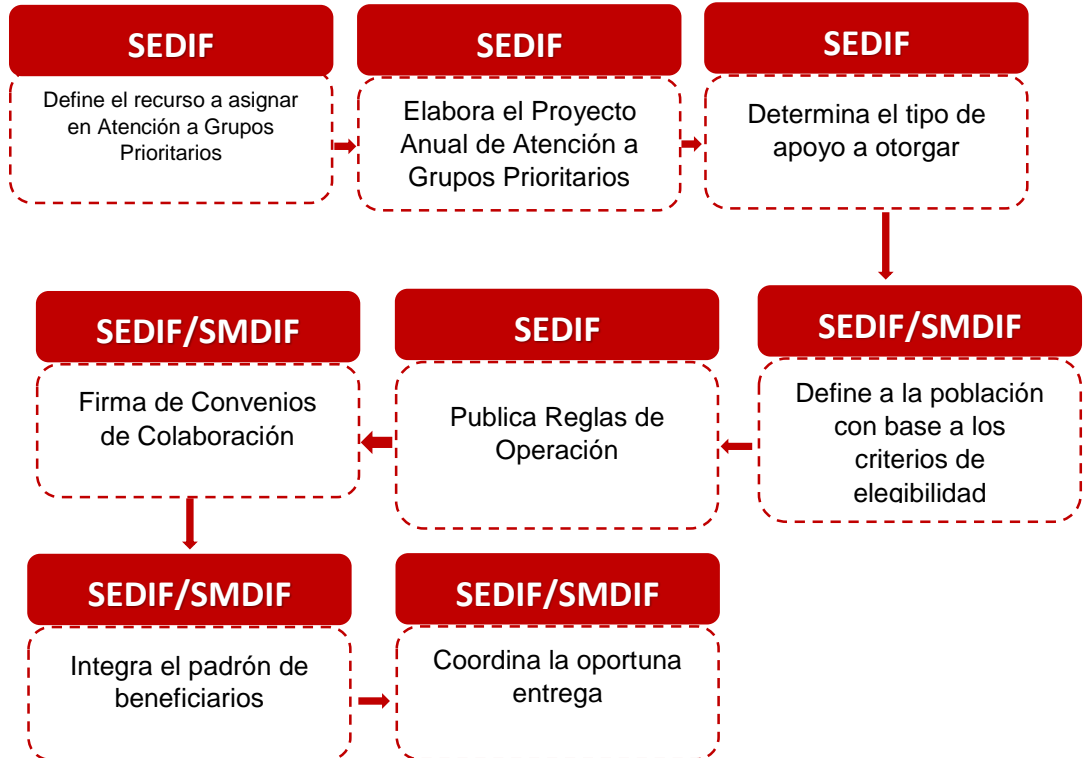 SEDIF
Define el recurso a asignar
en Atención a Grupos
Prioritarios
SEDIF
Elabora el Proyecto
Anual de Atención a
Grupos Prioritarios
SEDIF
Determina el tipo de
apoyo a otorgar
SEDIF/SMDIF
Define a la población
con base a los
criterios de
elegibilidad
SEDIF
Publica Reglas de
Operación
SEDIF/SMDIF
Firma de Convenios
de Colaboración
SEDIF/SMDIF
Integra el padrón de
beneficiarios
SEDIF/SMDIF
Coordina la oportuna
entrega